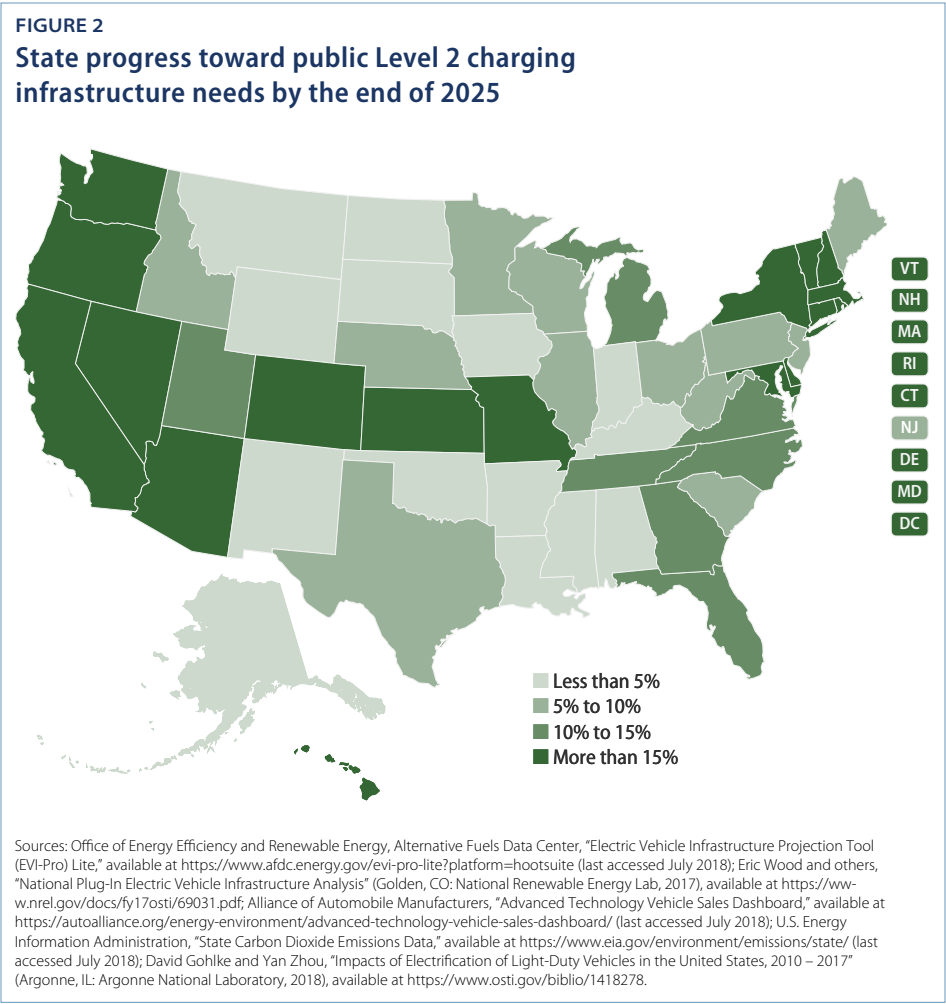 FIGURE 2
State progress toward public Level 2 charging
infrastructure needs by the end of 2025
VT
NH
MA
RI
CT
NJ
DE
MD
DC
Less than 5%
5% to 10%
10% to 15%
More than 15%
Sources: Office of Energy Efficiency and Renewable Energy, Alternative Fuels Data Center, “Electric Vehicle Infrastructure Projection Tool
(EVI-Pro) Lite,” available at https://www.afdc.energy.gov/evi-pro-lite?platform=hootsuite (last accessed July 2018); Eric Wood and others,
“National Plug-In Electric Vehicle Infrastructure Analysis” (Golden, CO: National Renewable Energy Lab, 2017), available at https://ww-
w.nrel.gov/docs/fy17osti/69031.pdf; Alliance of Automobile Manufacturers, “Advanced Technology Vehicle Sales Dashboard,” available at
https://autoalliance.org/energy-environment/advanced-technology-vehicle-sales-dashboard/ (last accessed July 2018); U.S. Energy
Information Administration, “State Carbon Dioxide Emissions Data,” available at https://www.eia.gov/environment/emissions/state/ (last
accessed July 2018); David Gohlke and Yan Zhou, “Impacts of Electrification of Light-Duty Vehicles in the United States, 2010 – 2017”
(Argonne, IL: Argonne National Laboratory, 2018), available at https://www.osti.gov/biblio/1418278.